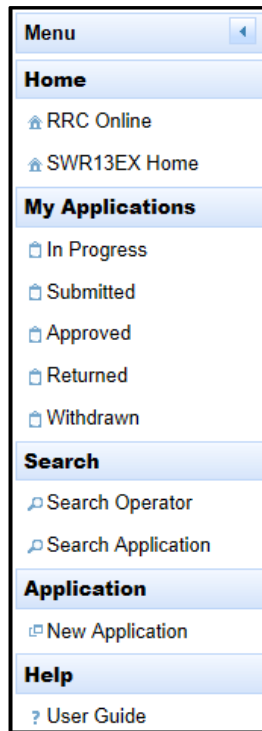 Menu
Home
RRC Online
SWR13EX Home
My Applications
In Progress
Submitted
Approved
Returned
Withdrawn
Search
Search Operator
Search Application
Application
New Application
Help
? User Guide